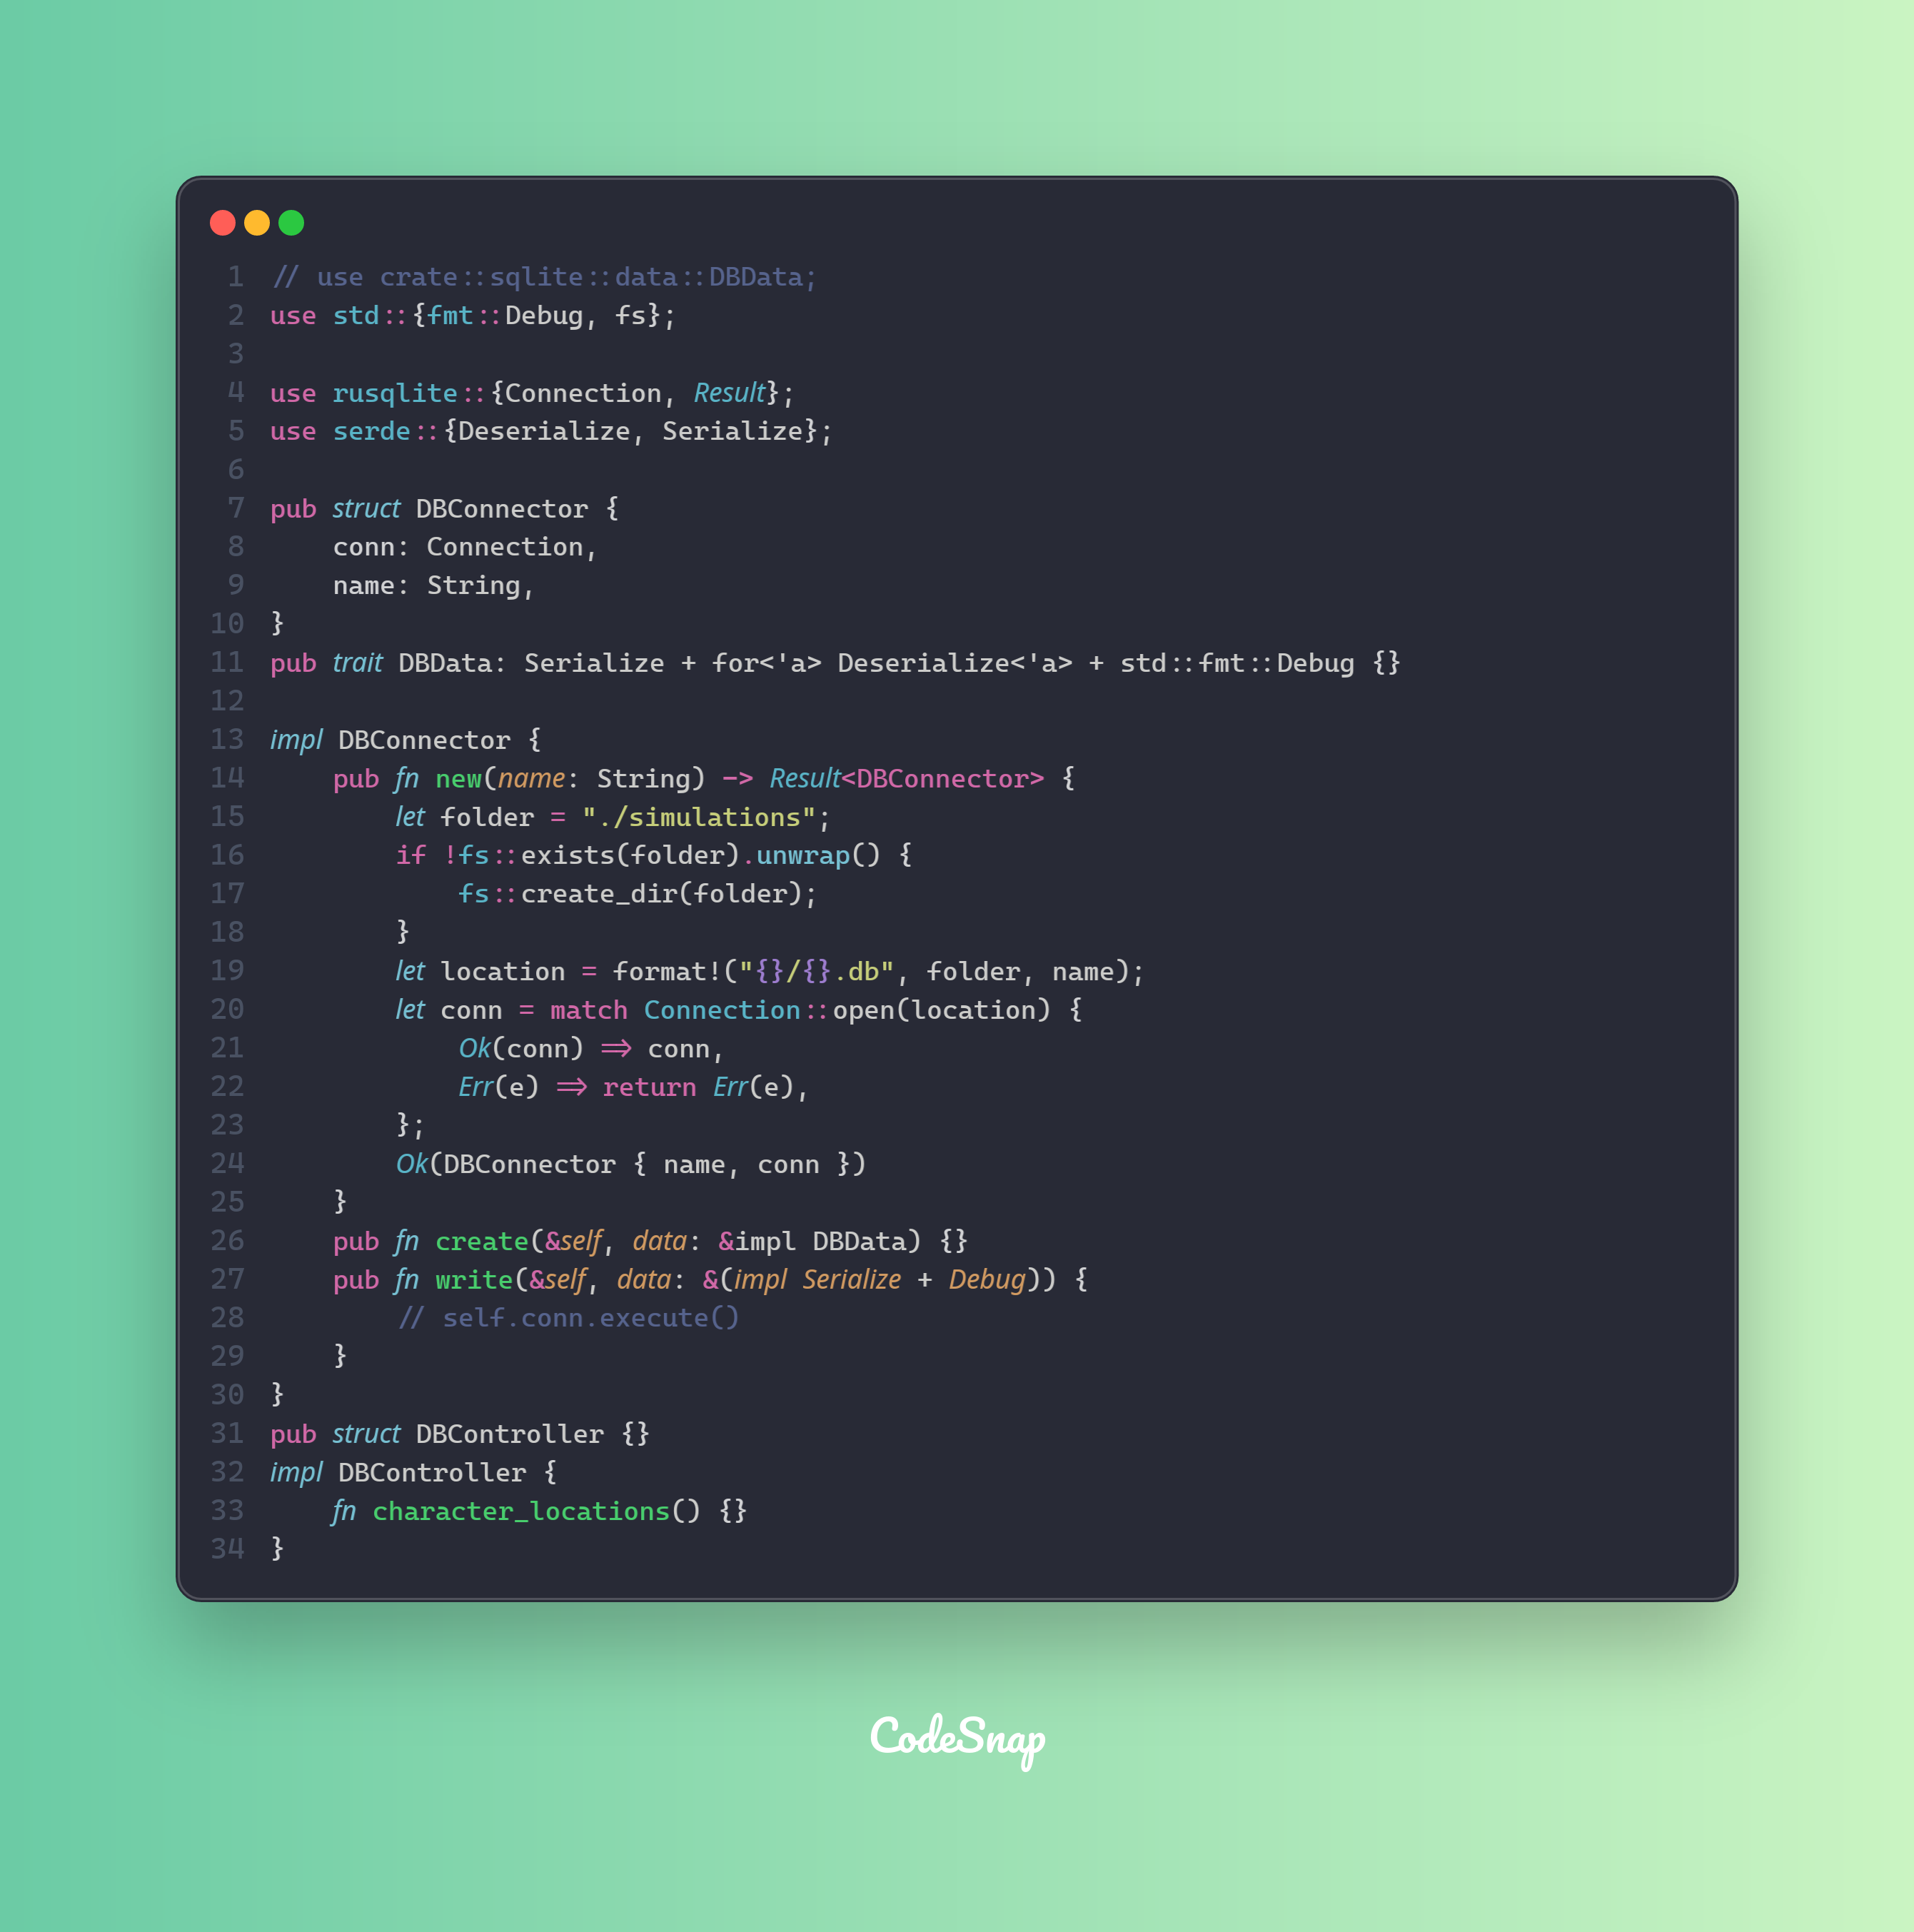 1 // use crate::sqlite::data::DBData;
2 use std::{fmt::Debug, fs};
3
4 use rusqlite::{Connection, Result};
5 use serde::{Deserialize, Serialize};
6
7 pub struct DBConnector {
8     conn: Connection,
9     name: String,
10 }
11 pub trait DBData: Serialize + for<'a> Deserialize<'a> + std::fmt::Debug {}
12
13 impl DBConnector {
14     pub fn new(name: String) -> Result<DBConnector> {
15         let folder = "./simulations";
16         if !fs::exists(folder).unwrap() {
17             fs::create_dir(folder);
18         }
19         let location = format!("{}/{}.db", folder, name);
20         let conn = match Connection::open(location) {
21             Ok(conn) => conn,
22             Err(e) => return Err(e),
23         };
24         Ok(DBConnector { name, conn })
25     }
26     pub fn create(&self, data: &impl DBData) {}
27     pub fn write(&self, data: &(impl Serialize + Debug)) {
28         // self.conn.execute()
29     }
30 }
31 pub struct DBController {}
32 impl DBController {
33     fn character_locations() {}
34 }
CodeSnap